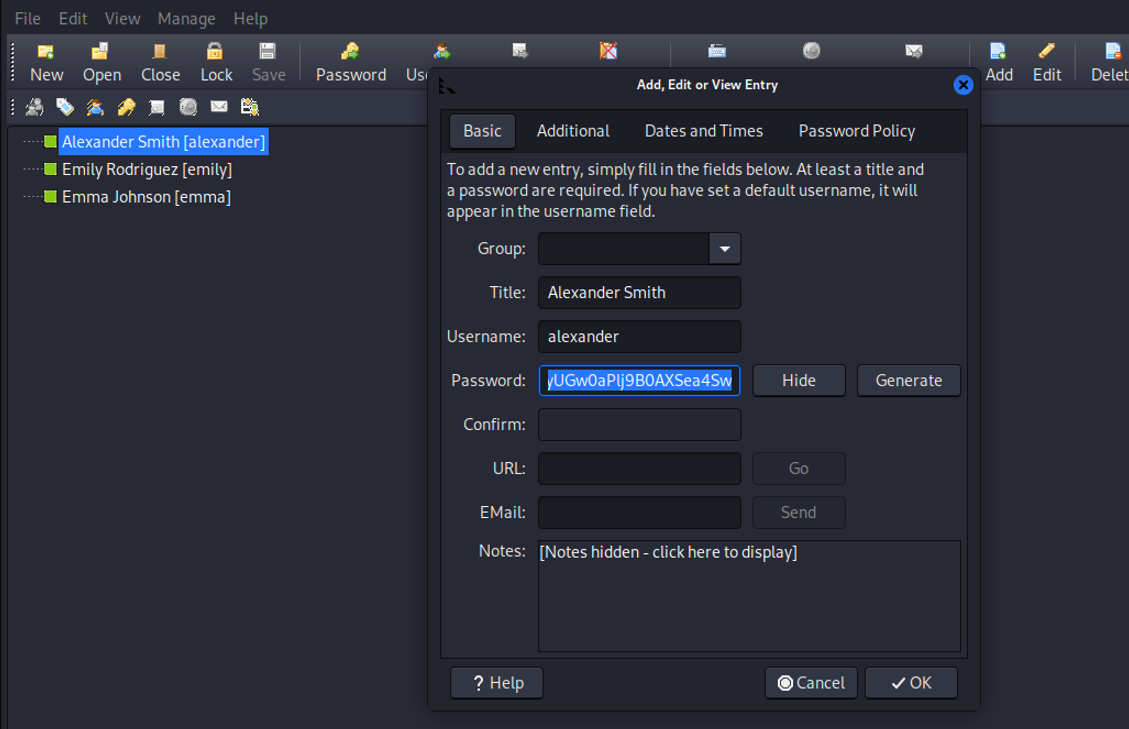 File Edit View Manage Help
New Open Close Lock Save Password Add Edit
Add, Edit or View Entry
Basic Additional Dates and Times Password Policy
Alexander Smith [alexander]
Emily Rodriguez [emily]
Emma Johnson [emma]
To add a new entry, simply fill in the fields below. At least a title and
a password are required. If you have set a default username, it will
appear in the username field.
Group:
Title: Alexander Smith
Username: alexander
Password: yUGw0aPlj9B0AXSea4Sw Hide Generate
Confirm:
URL: Go
EMail: Send
Notes: [Notes hidden - click here to display]
? Help Cancel OK